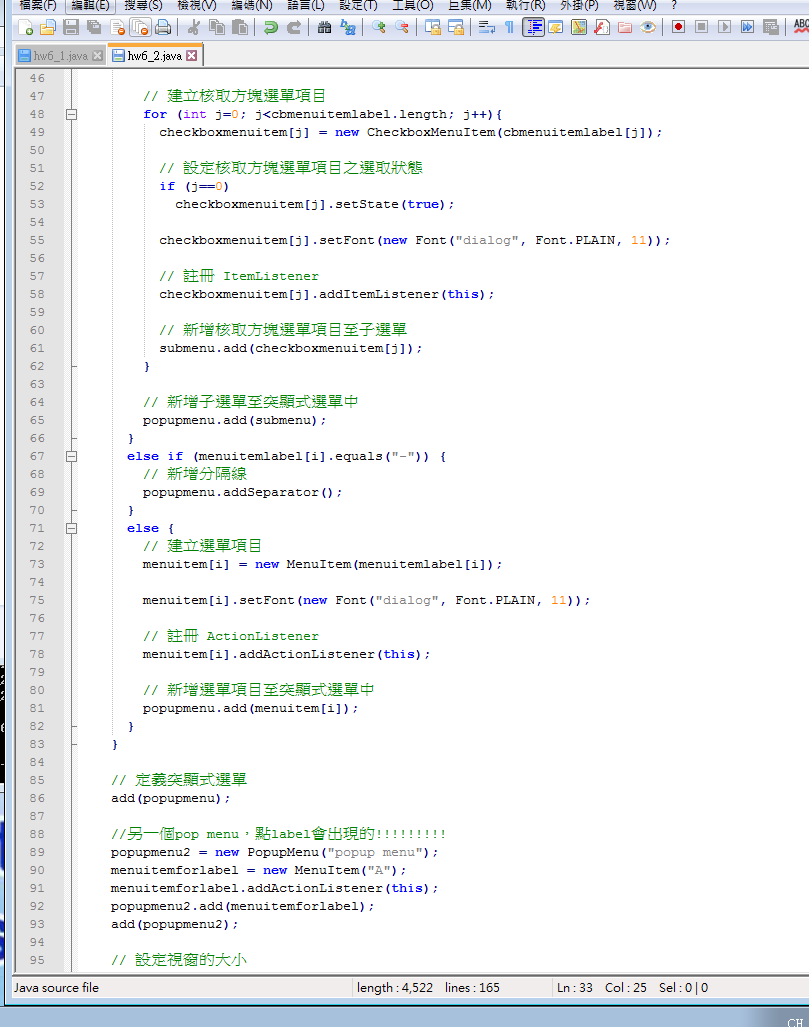 檔案(F) 編輯(E) 搜尋(S) 檢視(V) 編碼(N) 語言(L) 設定(T) 工具(O) 巨集(M) 執行(R) 外掛(P) 視窗(W) ?
ABC
hw6_1.java hw6_2.java
46
47 // 建立核取方塊選單項目
48 for (int j=0; j<cbmenuitemlabel.length; j++){
49 checkboxmenuitem[j] = new CheckboxMenuItem(cbmenuitemlabel[j]);
50
51 // 設定核取方塊選單項目之選取狀態
52 if (j==0)
53 checkboxmenuitem[j].setState(true);
54
55 checkboxmenuitem[j].setFont(new Font("dialog", Font.PLAIN, 11));
56
57 // 註冊 ItemListener
58 checkboxmenuitem[j].addItemListener(this);
59
60 // 新增核取方塊選單項目至子選單
61 submenu.add(checkboxmenuitem[j]);
62 }
63
64 // 新增子選單至突顯式選單中
65 popupmenu.add(submenu);
66 }
67 else if (menuitemlabel[i].equals("-")) {
68 // 新增分隔線
69 popupmenu.addSeparator();
70 }
71 else {
72 // 建立選單項目
73 menuitem[i] = new MenuItem(menuitemlabel[i]);
74
75 menuitem[i].setFont(new Font("dialog", Font.PLAIN, 11));
76
77 // 註冊 ActionListener
78 menuitem[i].addActionListener(this);
79
80 // 新增選單項目至突顯式選單中
81 popupmenu.add(menuitem[i]);
82 }
83 }
84
85 // 定義突顯式選單
86 add(popupmenu);
87
88 //另一個pop menu，點label會出現的!!!!!!!!!
89 popupmenu2 = new PopupMenu("popup menu");
90 menuitemforlabel = new MenuItem("A");
91 menuitemforlabel.addActionListener(this);
92 popupmenu2.add(menuitemforlabel);
93 add(popupmenu2);
94
95 // 設定視窗的大小
Java source file length : 4,522 lines : 165 Ln : 33 Col : 25 Sel : 0 | 0
CH